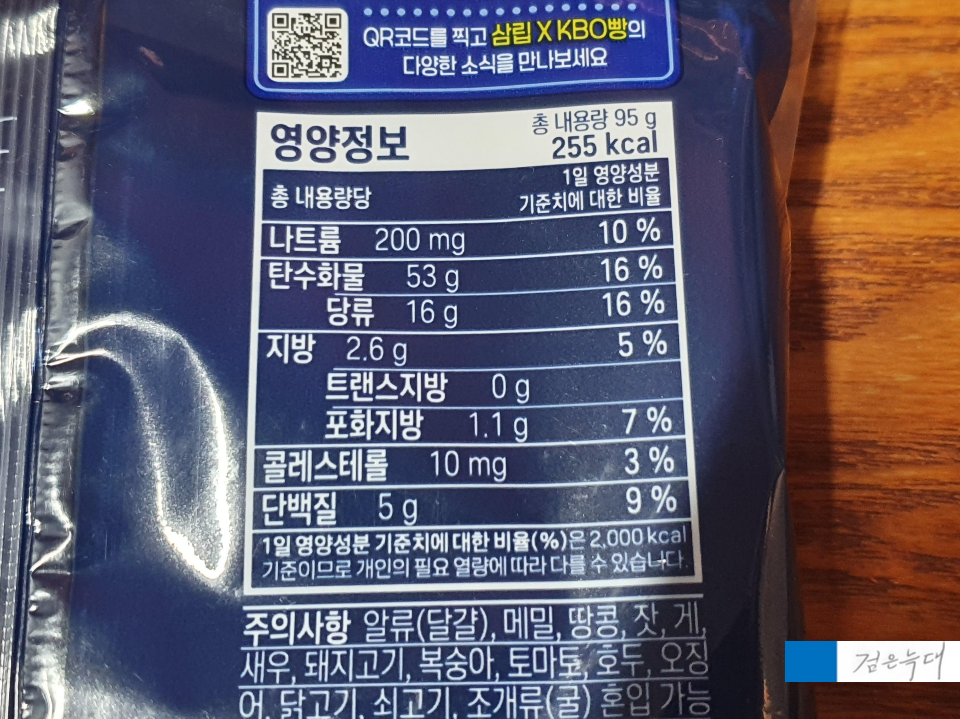 QR코드를 찍고 삼립 X KBO빵의
다양한 소식을 만나보세요
영양정보
총 내용량 95 g
255 kcal
총 내용량당
1일 영양성분
기준치에 대한 비율
나트륨 200 mg 10 %
탄수화물 53 g 16 %
당류 16 g 16 %
지방 2.6 g 5 %
트랜스지방 0 g
포화지방 1.1 g 7 %
콜레스테롤 10 mg 3 %
단백질 5 g 9 %
1일 영양성분 기준치에 대한 비율(%)은 2,000 kcal
기준이므로 개인의 필요 열량에 따라 다를 수 있습니다.
주의사항 알류(달걀), 메밀, 땅콩, 잣, 게,
새우, 돼지고기, 복숭아, 토마토, 호두, 오징
어, 닭고기, 쇠고기, 조개류(굴) 혼입 가능
검은늑대